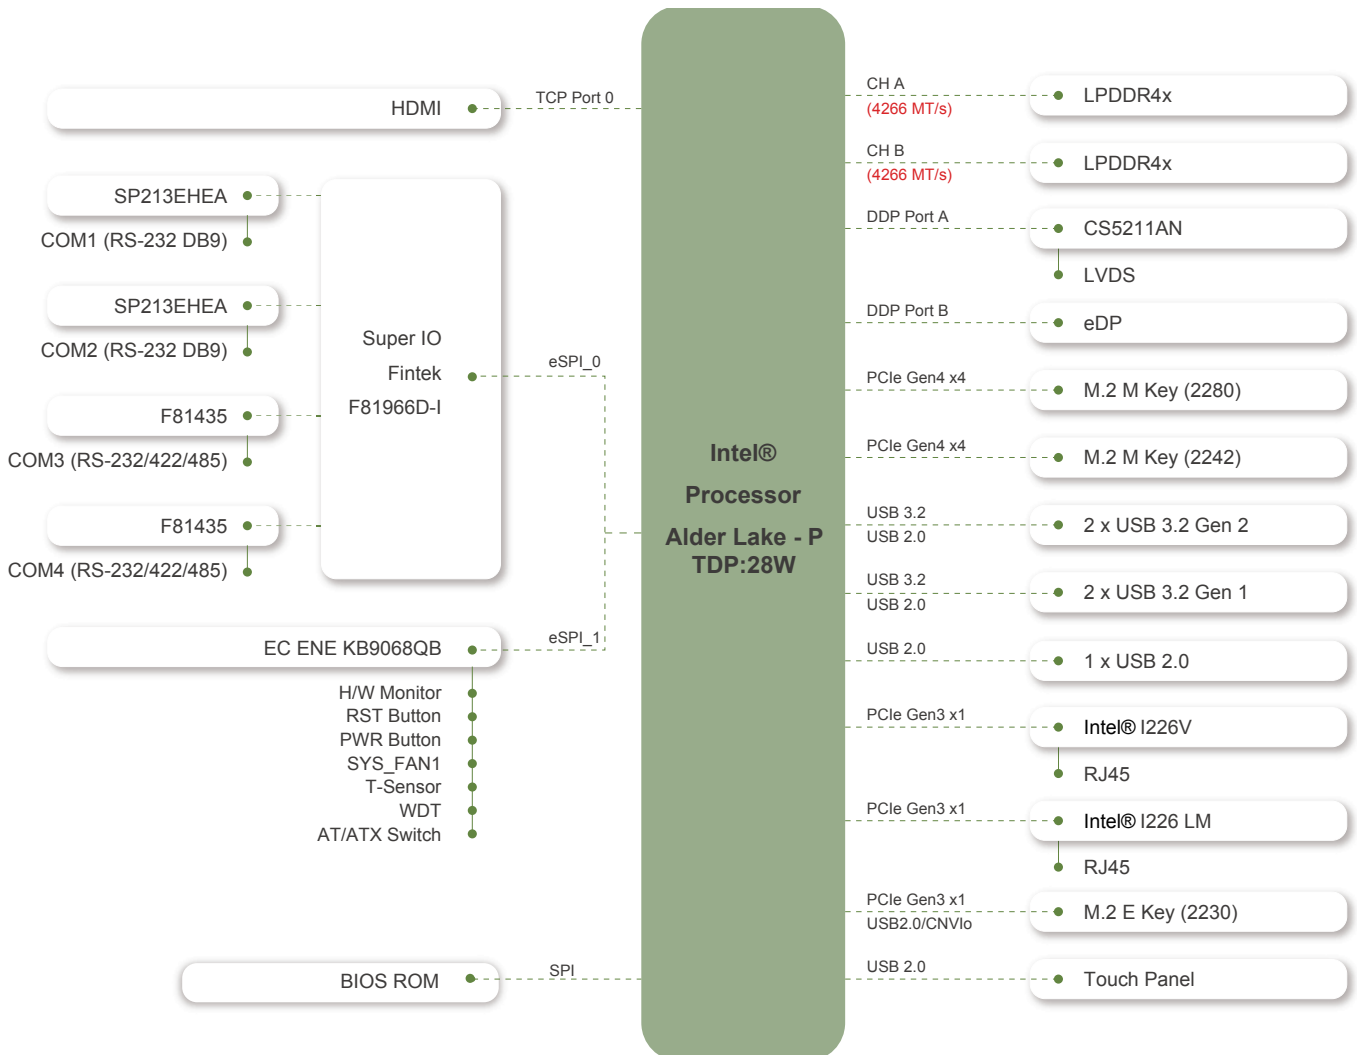 HDMI
TCP Port 0
SP213EHEA
COM1 (RS-232 DB9)
SP213EHEA
COM2 (RS-232 DB9)
F81435
COM3 (RS-232/422/485)
F81435
COM4 (RS-232/422/485)
Super IO
Fintek
F81966D-I
eSPI_0
EC ENE KB9068QB
eSPI_1
H/W Monitor
RST Button
PWR Button
SYS_FAN1
T-Sensor
WDT
AT/ATX Switch
BIOS ROM
SPI
Intel®
Processor
Alder Lake - P
TDP:28W
CH A
(4266 MT/s)
LPDDR4x
CH B
(4266 MT/s)
LPDDR4x
DDP Port A
CS5211AN
LVDS
DDP Port B
eDP
PCIe Gen4 x4
M.2 M Key (2280)
PCIe Gen4 x4
M.2 M Key (2242)
USB 3.2
USB 2.0
2 x USB 3.2 Gen 2
USB 3.2
USB 2.0
2 x USB 3.2 Gen 1
USB 2.0
1 x USB 2.0
PCIe Gen3 x1
Intel® I226V
RJ45
PCIe Gen3 x1
Intel® I226 LM
RJ45
PCIe Gen3 x1
USB2.0/CNVIo
M.2 E Key (2230)
USB 2.0
Touch Panel